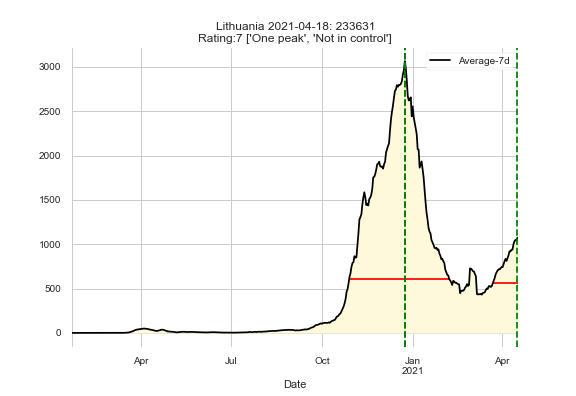 Lithuania 2021-04-18: 233631
Rating:7 ['One peak', 'Not in control']
Average-7d
3000
2500
2000
1500
1000
500
0
Apr Jul Oct Jan Apr
2021
Date